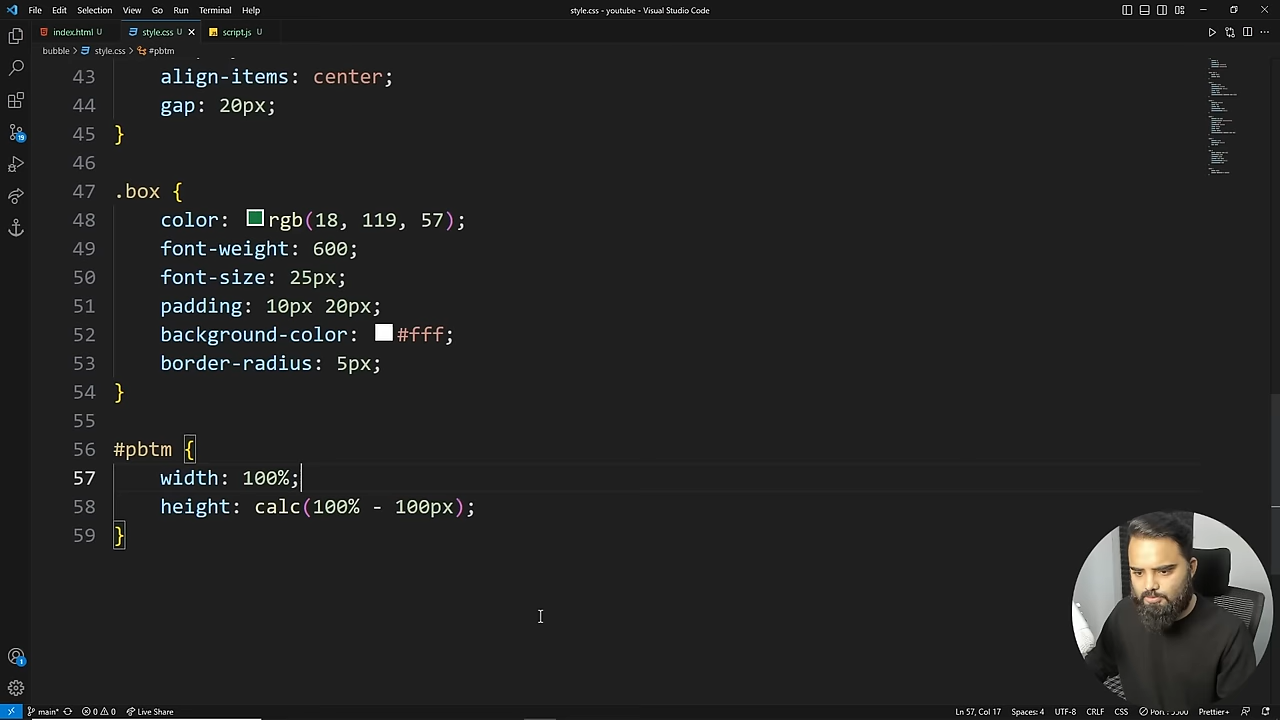 File Edit Selection View Go Run Terminal Help
style.css - youtube - Visual Studio Code
index.html U style.css U script.js U
bubble > style.css > #pbtm
43 align-items: center;
44 gap: 20px;
45 }
46
47 .box {
48 color: rgb(18, 119, 57);
49 font-weight: 600;
50 font-size: 25px;
51 padding: 10px 20px;
52 background-color: #fff;
53 border-radius: 5px;
54 }
55
56 #pbtm {
57 width: 100%;
58 height: calc(100% - 100px);
59 }
19
1
main* 0 0 Live Share
Ln 57, Col 17 Spaces: 4 UTF-8 CRLF CSS Prettier+